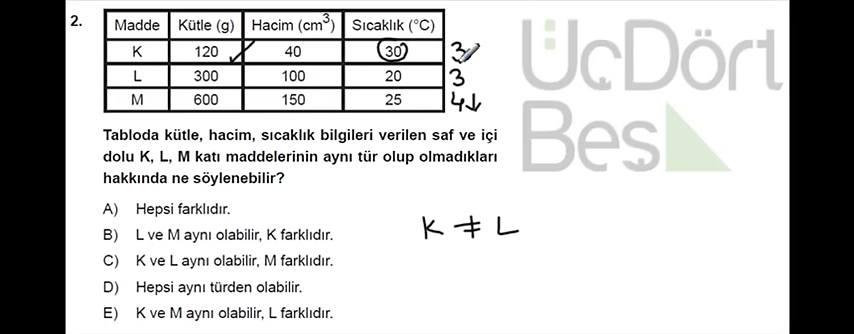 2.
Madde Kütle (g) Hacim (cm³) Sıcaklık (°C)
K 120 40 30 3
L 300 100 20 3
M 600 150 25 4↓
Tabloda kütle, hacim, sıcaklık bilgileri verilen saf ve içi
dolu K, L, M katı maddelerinin aynı tür olup olmadıkları
hakkında ne söylenebilir?
A) Hepsi farklıdır.
B) L ve M aynı olabilir, K farklıdır.
C) K ve L aynı olabilir, M farklıdır.
D) Hepsi aynı türden olabilir.
E) K ve M aynı olabilir, L farklıdır.
K ≠ L
ÜçDört
Beş